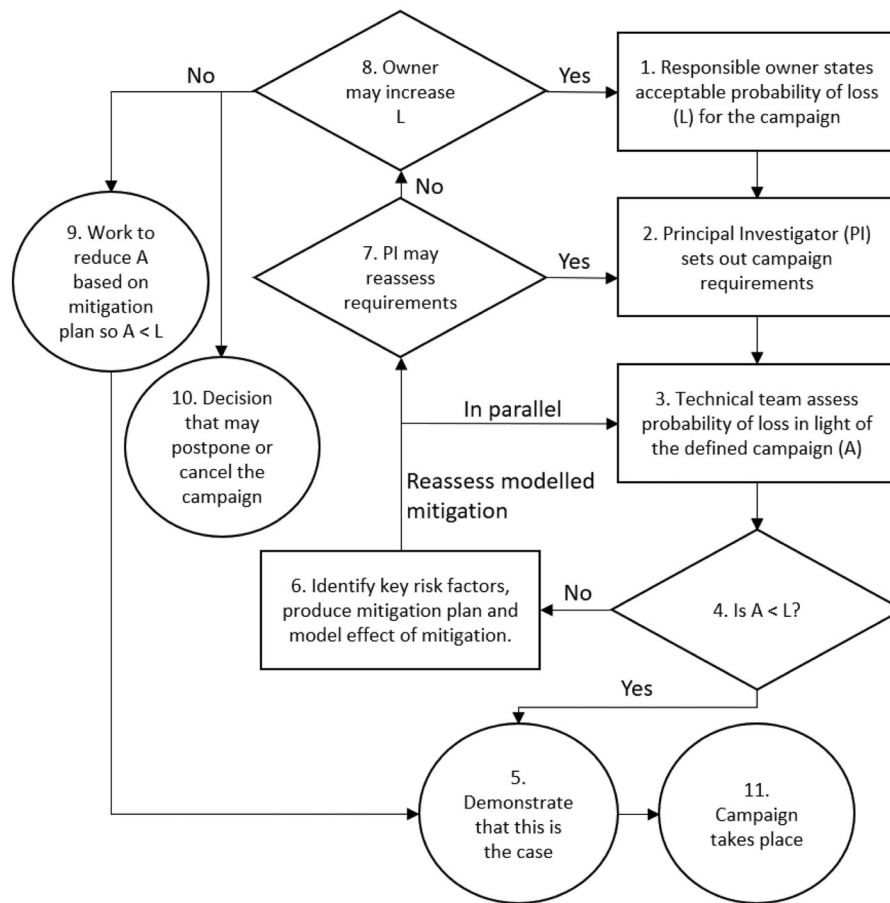 No
8. Owner
may increase
L
Yes
1. Responsible owner states
acceptable probability of loss
(L) for the campaign
No
9. Work to
reduce A
based on
mitigation
plan so A < L
7. PI may
reassess
requirements
Yes
2. Principal Investigator (PI)
sets out campaign
requirements
10. Decision
that may
postpone or
cancel the
campaign
In parallel
3. Technical team assess
probability of loss in light of
the defined campaign (A)
Reassess modelled
mitigation
6. Identify key risk factors,
produce mitigation plan and
model effect of mitigation.
No
4. Is A < L?
Yes
5.
Demonstrate
that this is
the case
11.
Campaign
takes place